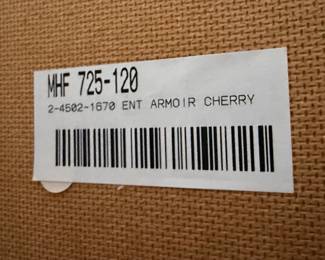 MHF 725-120
2-4502-1670 ENT ARMOIR CHERRY